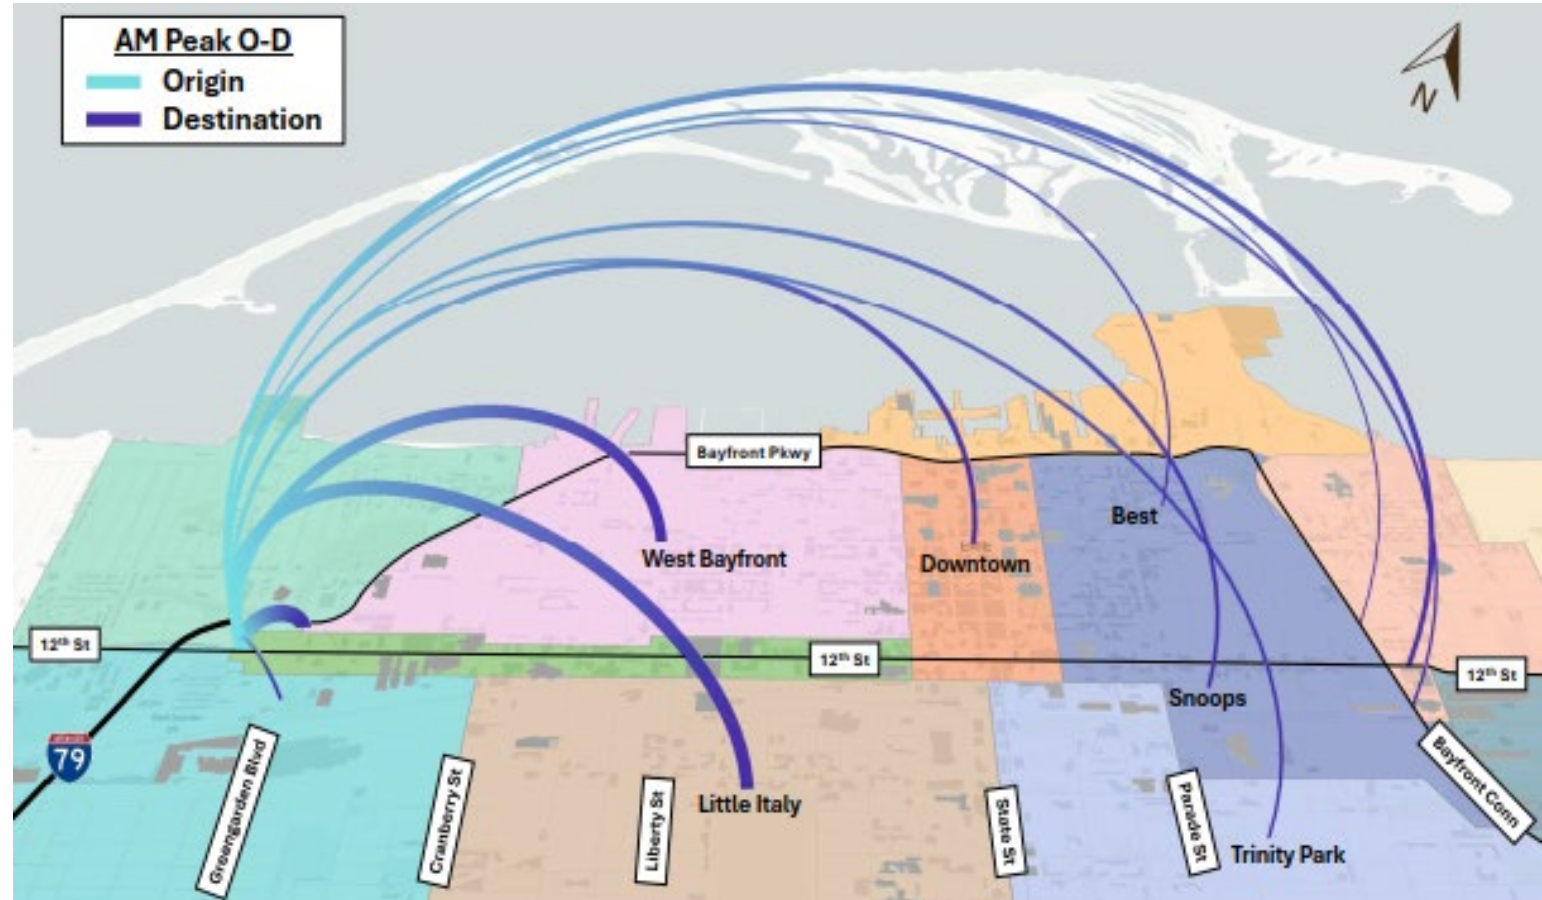 AM Peak O-D
Origin
Destination
N
Bayfront Pkwy
Best
West Bayfront
Downtown
12th St
12th St
12th St
Snoops
79
Greengarden Blvd
Cranberry St
Liberty St
Little Italy
State St
Parade St
Bayfront Conn
Trinity Park